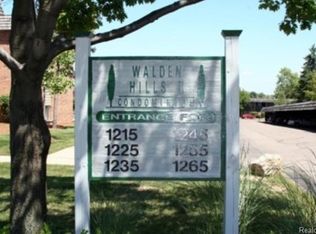 WALDEN
HILLS I
CONDOMINIUMS
ENTRANCE FOR
1215 1245
1225 1255
1235 1265